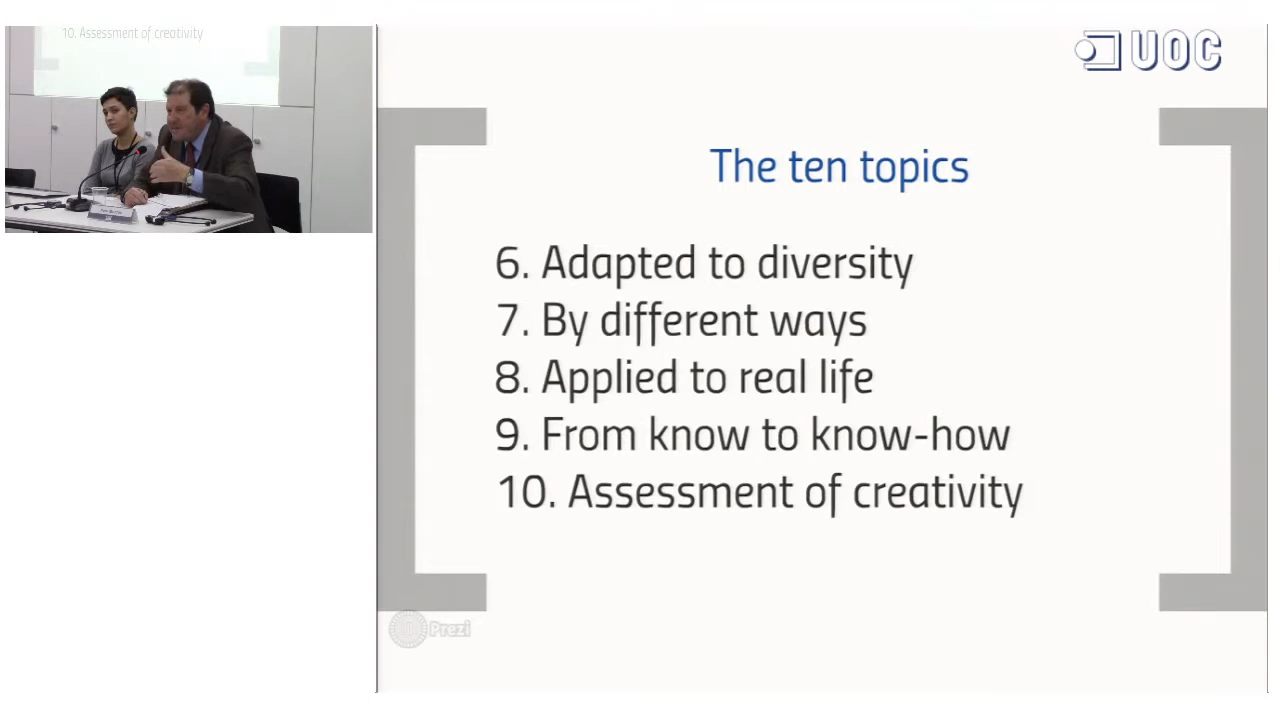 10. Assessment of creativity
UOC
The ten topics
6. Adapted to diversity
7. By different ways
8. Applied to real life
9. From know to know-how
10. Assessment of creativity
Prezi